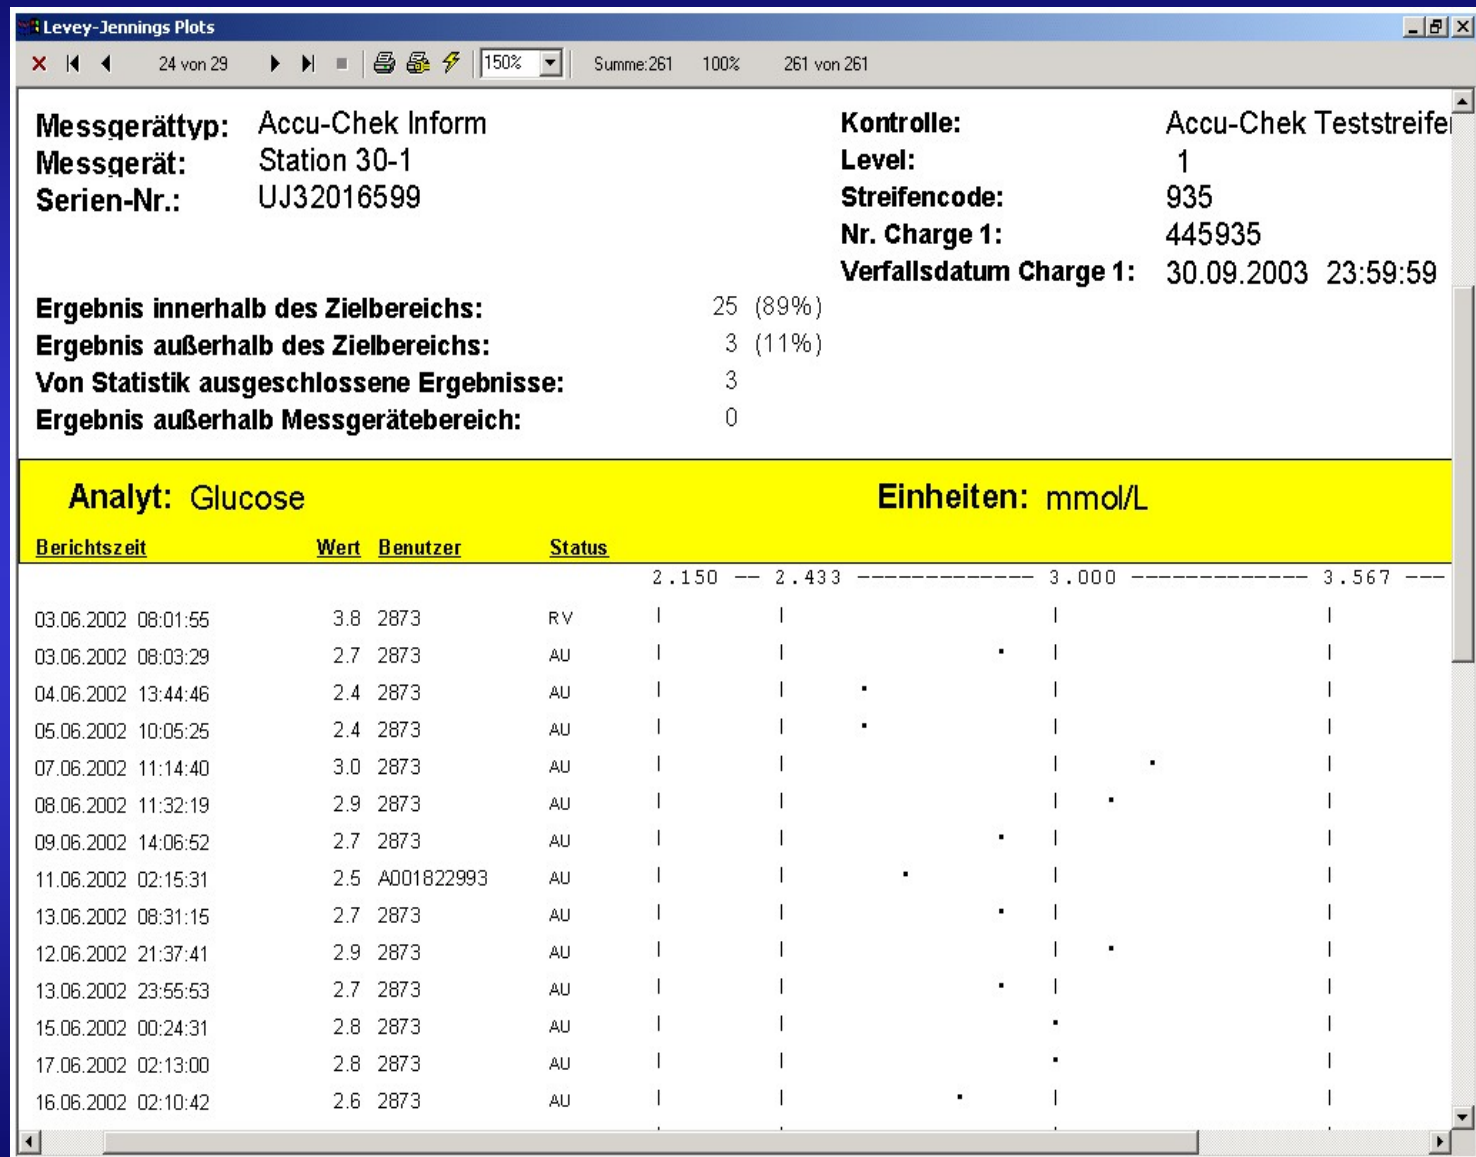 Levey-Jennings Plots
24 von 29 150% Summe:261 100% 261 von 261
Messgerättyp: Accu-Chek Inform Kontrolle: Accu-Chek Teststreife
Messgerät: Station 30-1 Level: 1
Serien-Nr.: UJ32016599 Streifencode: 935
Nr. Charge 1: 445935
Verfallsdatum Charge 1: 30.09.2003 23:59:59
Ergebnis innerhalb des Zielbereichs: 25 (89%)
Ergebnis außerhalb des Zielbereichs: 3 (11%)
Von Statistik ausgeschlossene Ergebnisse: 3
Ergebnis außerhalb Messgerätebereich: 0
Analyt: Glucose Einheiten: mmol/L
Berichtszeit Wert Benutzer Status
2.150 -- 2.433 ------------- 3.000 ------------- 3.567 ---
03.06.2002 08:01:55 3.8 2873 RV
03.06.2002 08:03:29 2.7 2873 AU
04.06.2002 13:44:46 2.4 2873 AU
05.06.2002 10:05:25 2.4 2873 AU
07.06.2002 11:14:40 3.0 2873 AU
08.06.2002 11:32:19 2.9 2873 AU
09.06.2002 14:06:52 2.7 2873 AU
11.06.2002 02:15:31 2.5 A001822993 AU
13.06.2002 08:31:15 2.7 2873 AU
12.06.2002 21:37:41 2.9 2873 AU
13.06.2002 23:55:53 2.7 2873 AU
15.06.2002 00:24:31 2.8 2873 AU
17.06.2002 02:13:00 2.8 2873 AU
16.06.2002 02:10:42 2.6 2873 AU